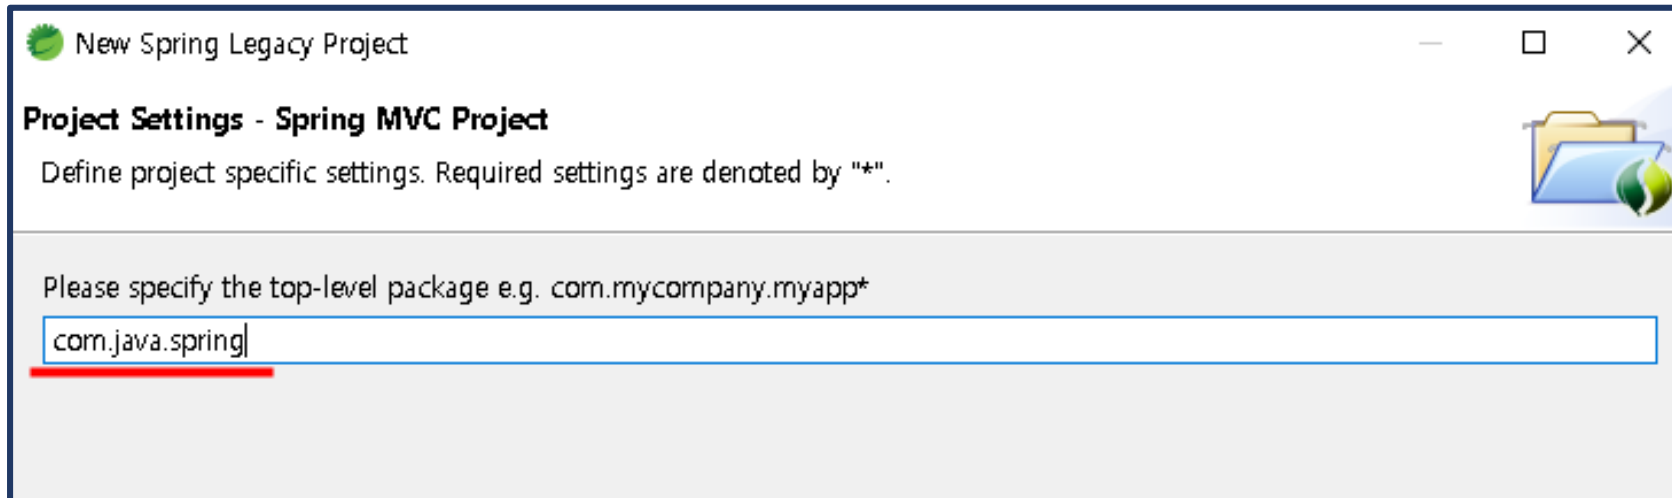 New Spring Legacy Project
Project Settings - Spring MVC Project
Define project specific settings. Required settings are denoted by "*".
Please specify the top-level package e.g. com.mycompany.myapp*
com.java.spring